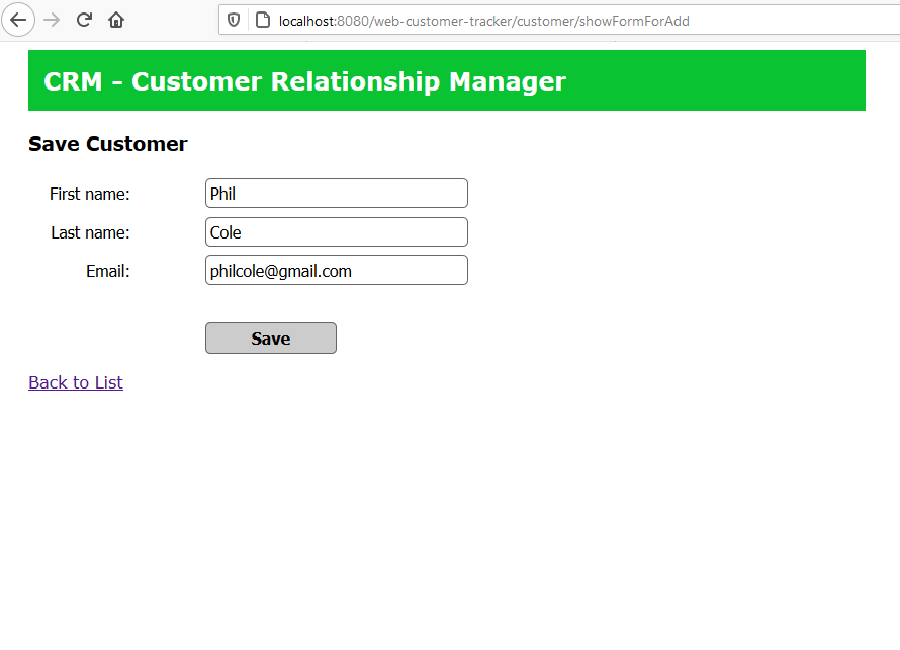 localhost:8080/web-customer-tracker/customer/showFormForAdd
CRM - Customer Relationship Manager
Save Customer
First name: Phil
Last name: Cole
Email: philcole@gmail.com
Save
Back to List